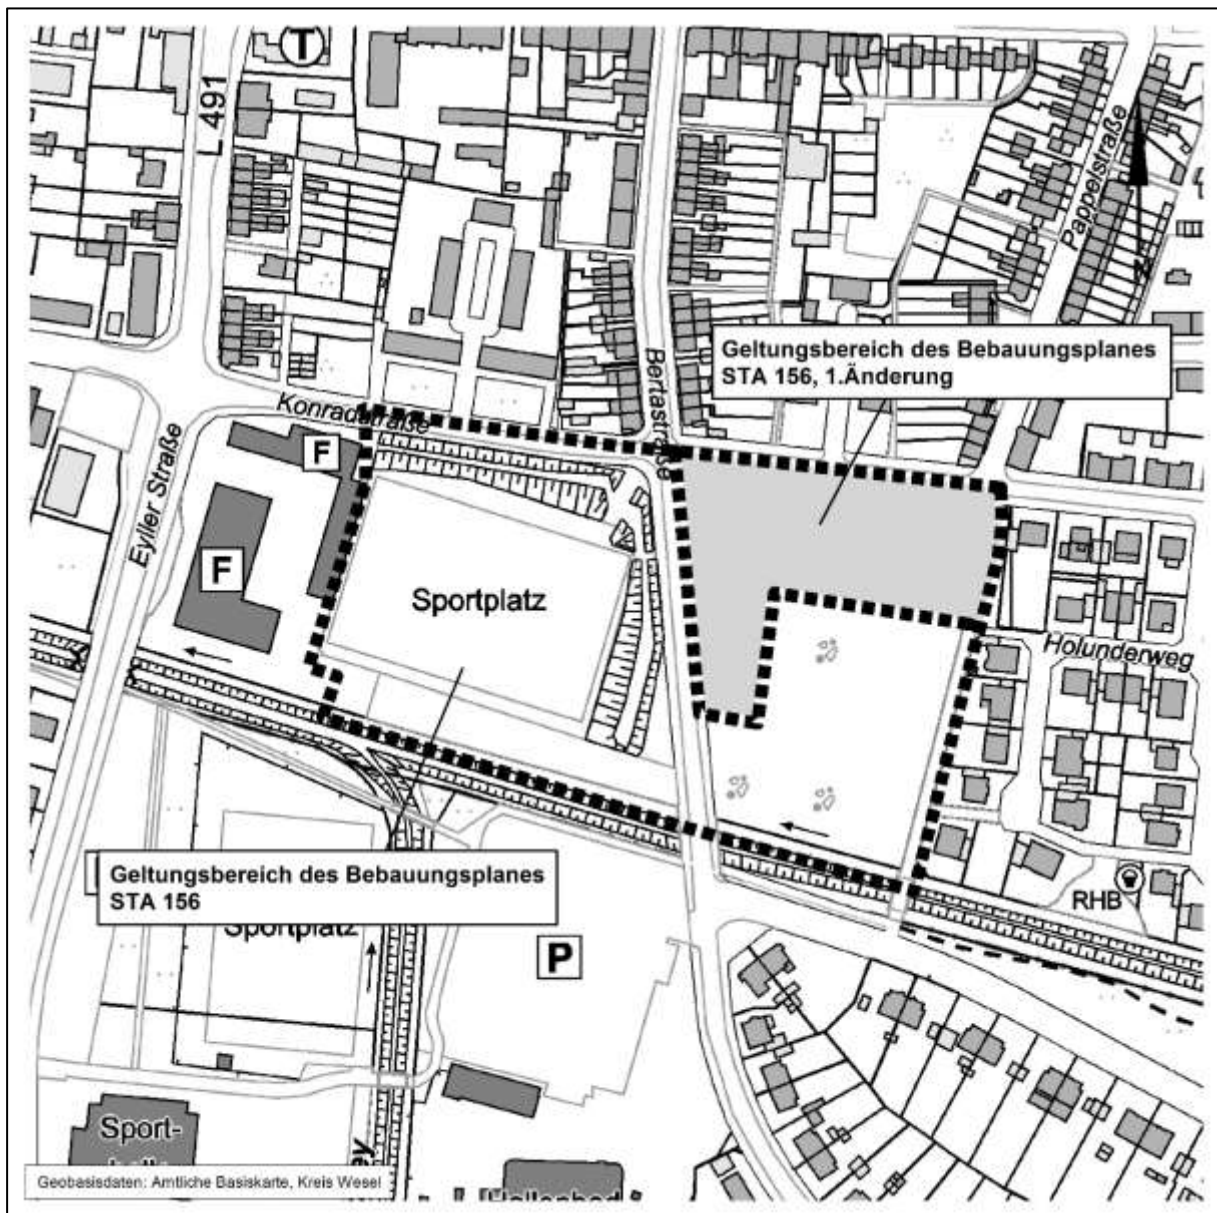 T
L 491
Pappelstraße
N
Geltungsbereich des Bebauungsplanes
STA 156, 1.Änderung
Bertastraße
Konradstraße
Eyller Straße
F
F
Sportplatz
Holunderweg
Geltungsbereich des Bebauungsplanes
STA 156
Sportplatz
P
RHB
Sport-
Geobasisdaten: Amtliche Basiskarte, Kreis Wesel
Hallenbad